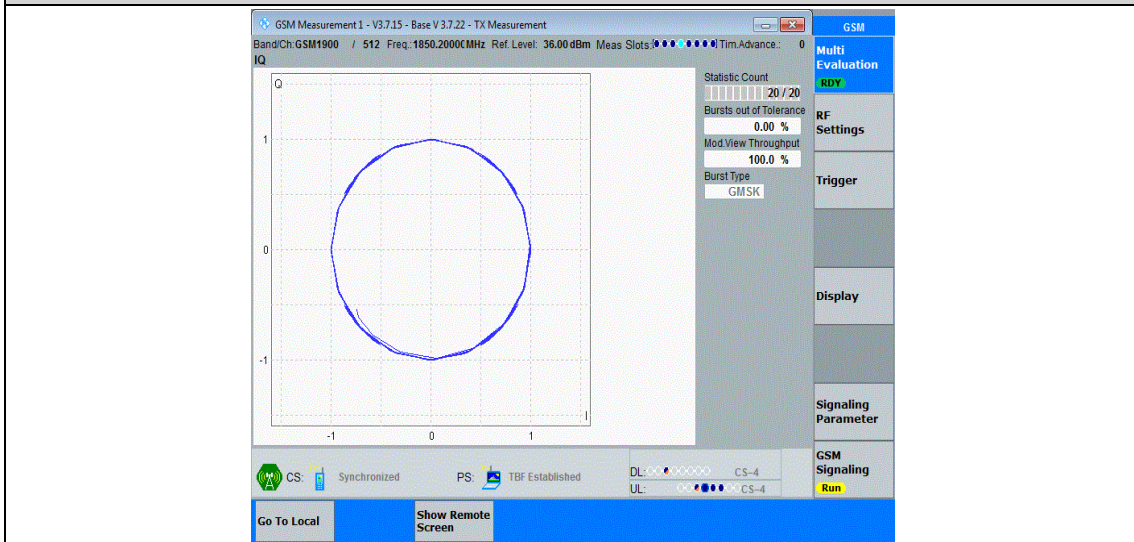 GSM Measurement 1 - V3.7.15 - Base V 3.7.22 - TX Measurement
GSM
Band/Ch: GSM1900 / 512 Freq.: 1850.2000 MHz Ref. Level: 36.00 dBm Meas Slots: Tim.Advance.: 0
IQ
Multi
Evaluation
RDY
Q
Statistic Count
20 / 20
Bursts out of Tolerance
0.00 %
Mod.View Throughput
100.0 %
Burst Type
GMSK
1
0
-1
I
-1 0 1
RF
Settings
Trigger
Display
Signaling
Parameter
GSM
Signaling
Run
CS: Synchronized PS: TBF Established
DL: CS-4
UL: CS-4
Go To Local
Show Remote
Screen